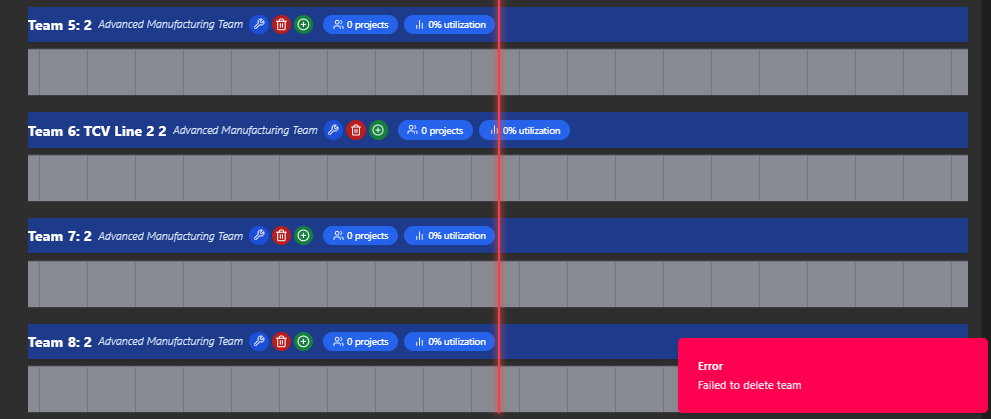 Team 5: 2 Advanced Manufacturing Team 0 projects 0% utilization
Team 6: TCV Line 2 2 Advanced Manufacturing Team 0 projects 0% utilization
Team 7: 2 Advanced Manufacturing Team 0 projects 0% utilization
Team 8: 2 Advanced Manufacturing Team 0 projects 0% utilization
Error
Failed to delete team